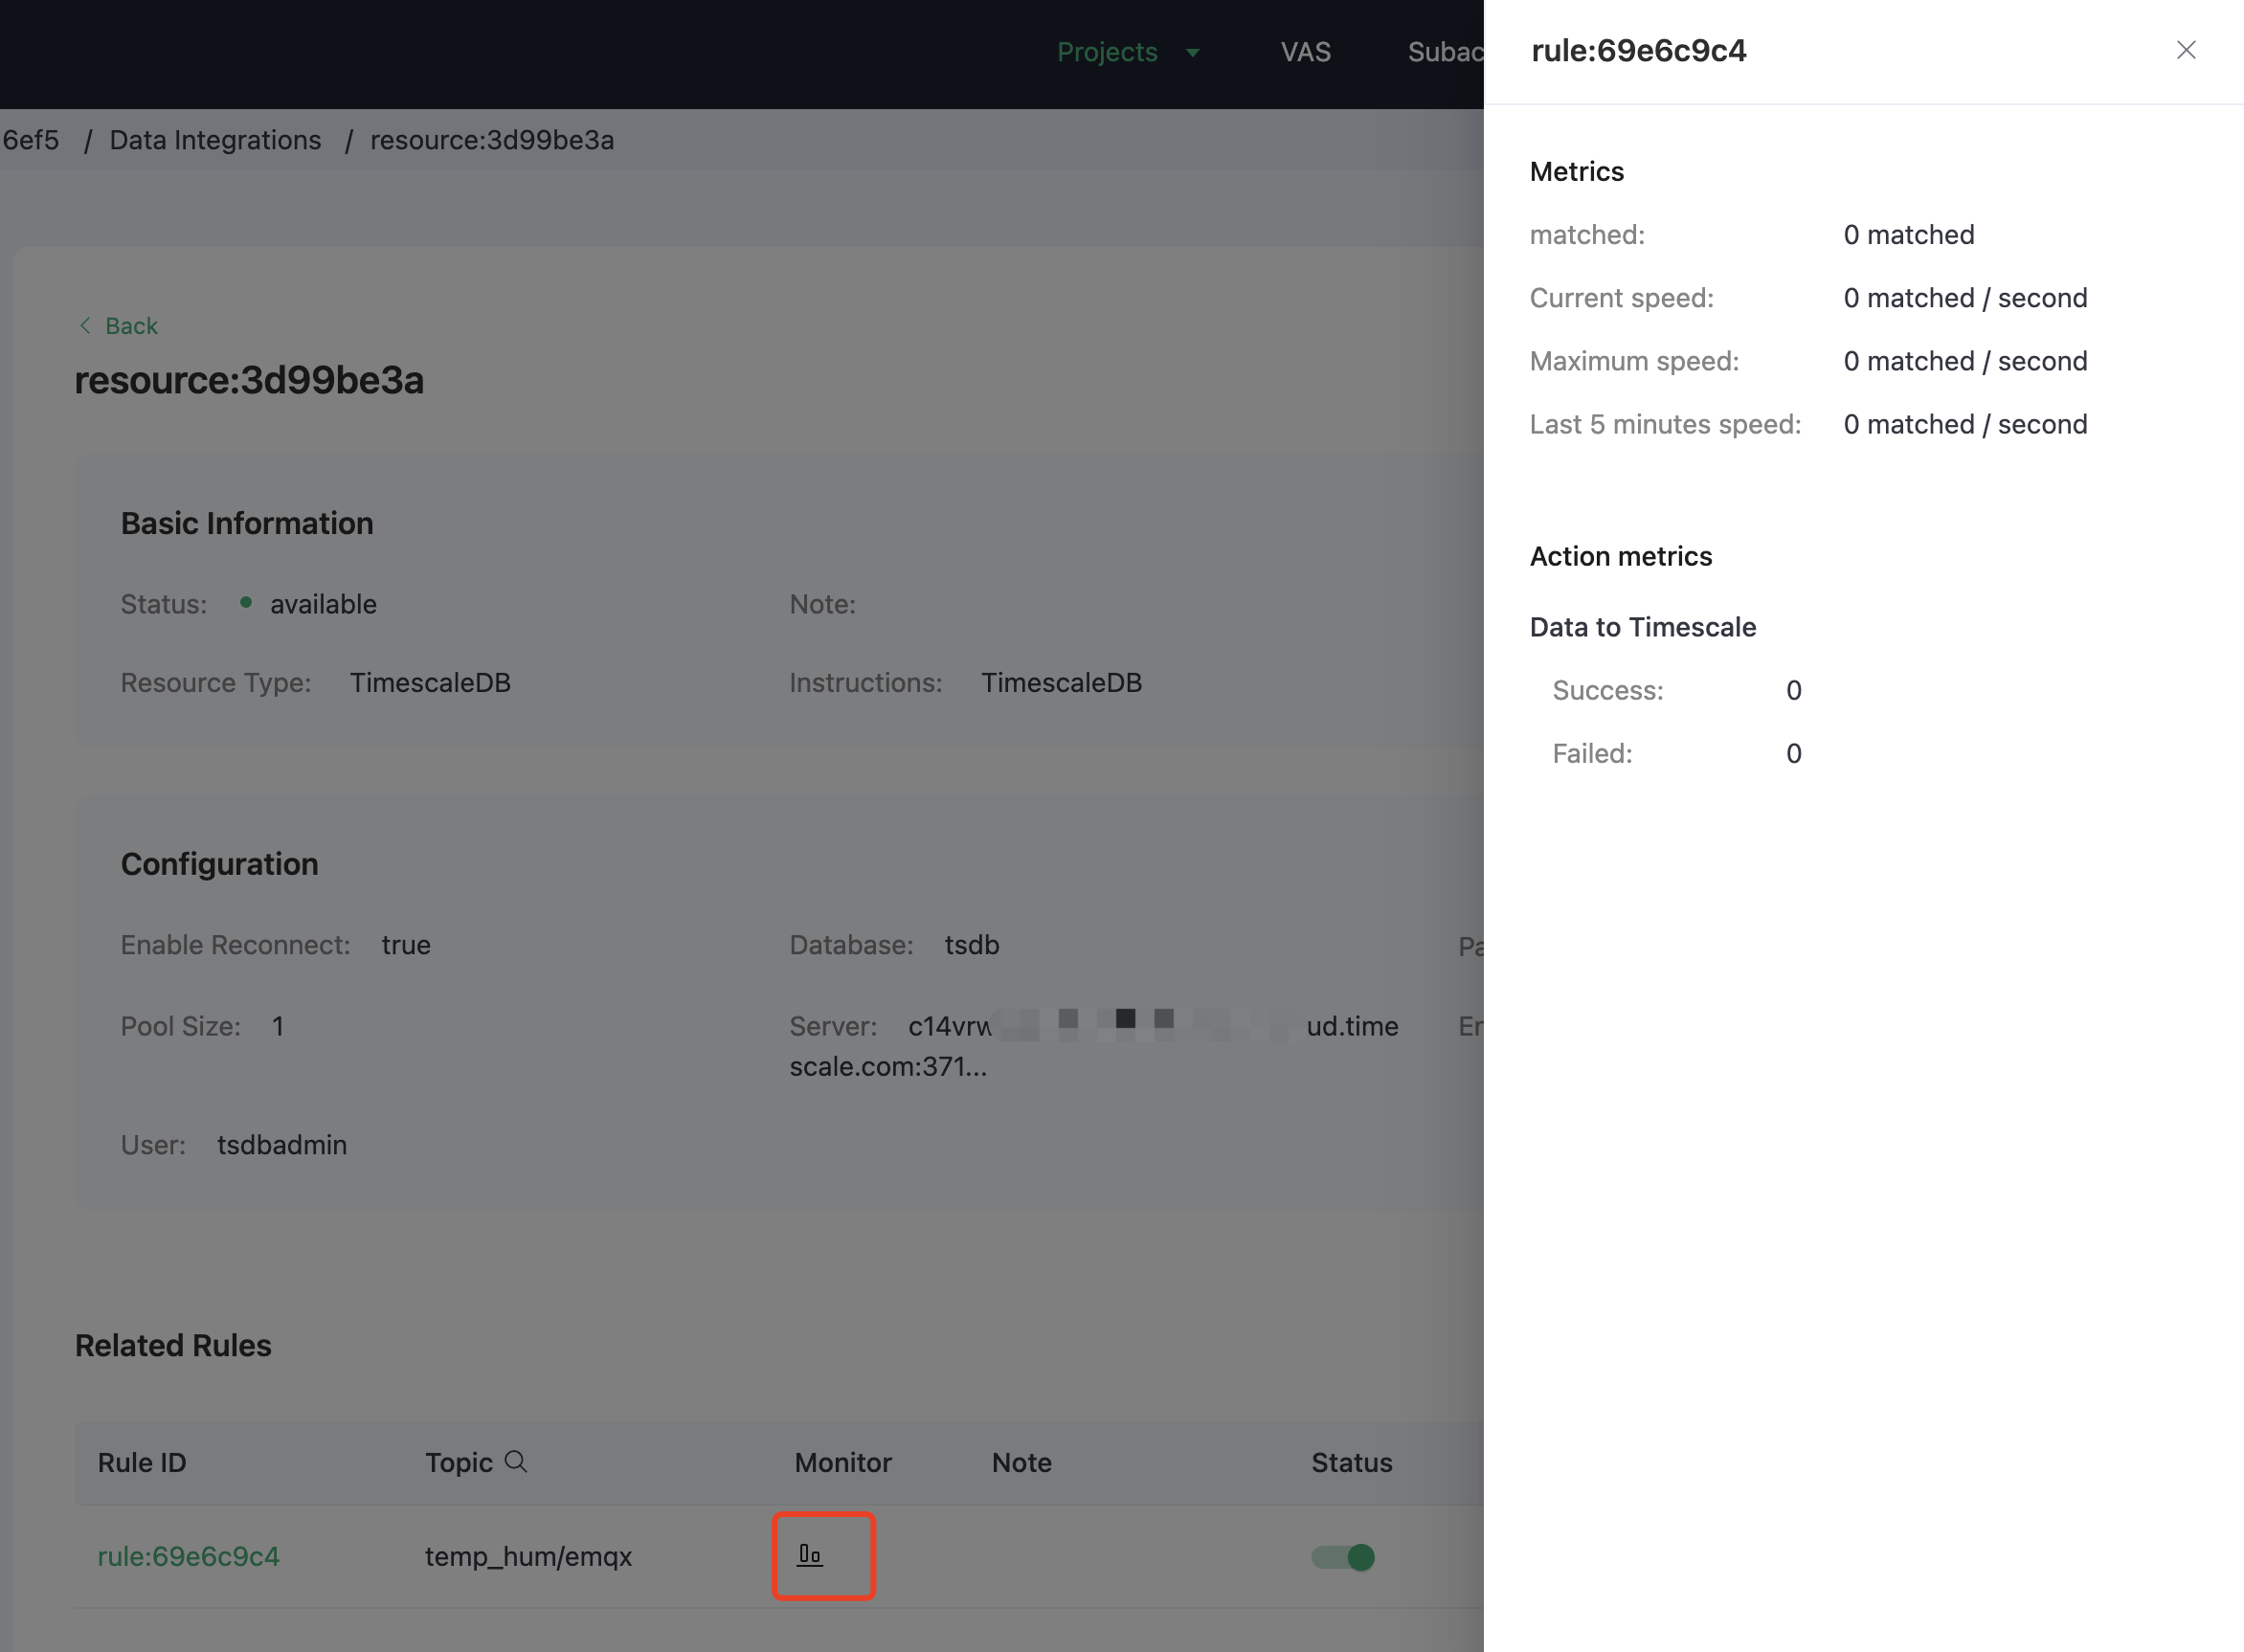 Projects VAS Subac
6ef5 / Data Integrations / resource:3d99be3a
Back
resource:3d99be3a
Basic Information
Status: available Note:
Resource Type: TimescaleDB Instructions: TimescaleDB
Configuration
Enable Reconnect: true Database: tsdb Pa
Pool Size: 1 Server: c14vrw ud.time En
scale.com:371...
User: tsdbadmin
Related Rules
Rule ID Topic Monitor Note Status
rule:69e6c9c4 temp_hum/emqx
rule:69e6c9c4
Metrics
matched: 0 matched
Current speed: 0 matched / second
Maximum speed: 0 matched / second
Last 5 minutes speed: 0 matched / second
Action metrics
Data to Timescale
Success: 0
Failed: 0